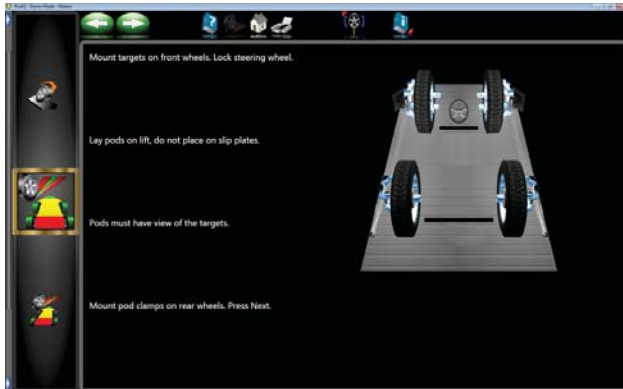 Mount targets on front wheels. Lock steering wheel.
Lay pods on lift, do not place on slip plates.
Pods must have view of the targets.
Mount pod clamps on rear wheels. Press Next.